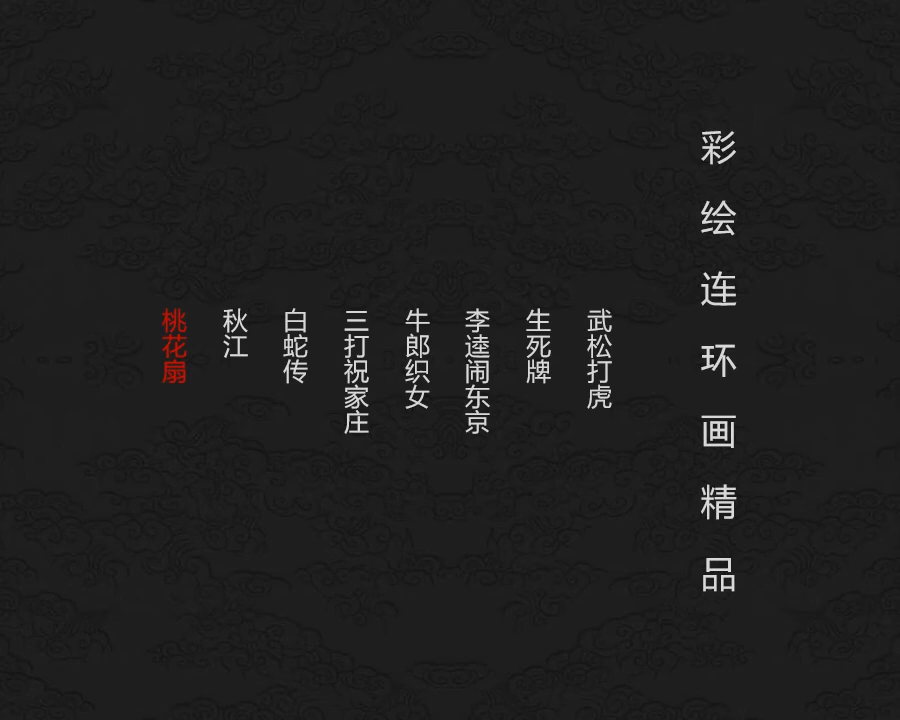 彩绘连环画精品
武松打虎
生死牌
李逵闹东京
牛郎织女
三打祝家庄
白蛇传
秋江
桃花扇